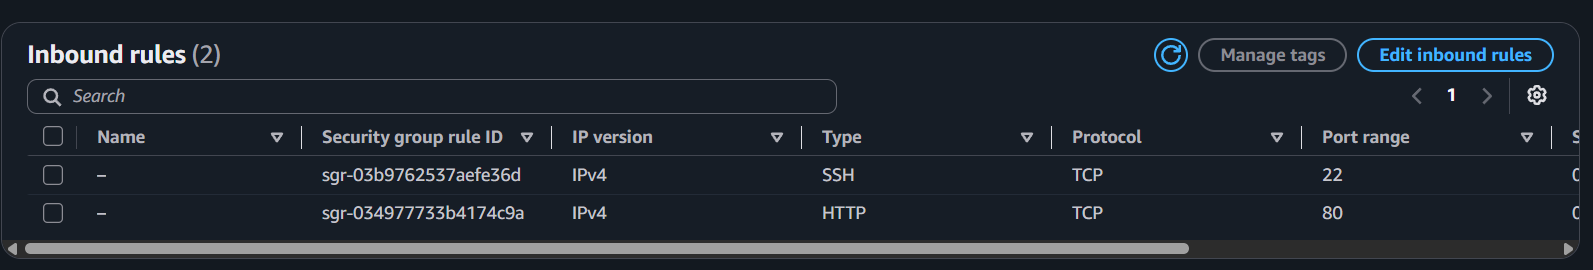 Inbound rules (2)
Manage tags
Edit inbound rules
Search
1
Name Security group rule ID IP version Type Protocol Port range
– sgr-03b9762537aefe36d IPv4 SSH TCP 22
– sgr-034977733b4174c9a IPv4 HTTP TCP 80